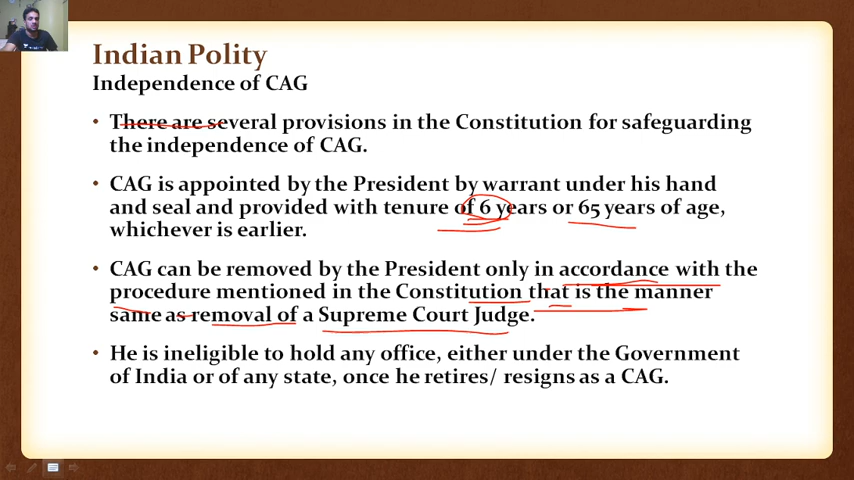 Indian Polity
Independence of CAG
• There are several provisions in the Constitution for safeguarding
the independence of CAG.
• CAG is appointed by the President by warrant under his hand
and seal and provided with tenure of 6 years or 65 years of age,
whichever is earlier.
• CAG can be removed by the President only in accordance with the
procedure mentioned in the Constitution that is the manner
same as removal of a Supreme Court Judge.
• He is ineligible to hold any office, either under the Government
of India or of any state, once he retires/ resigns as a CAG.